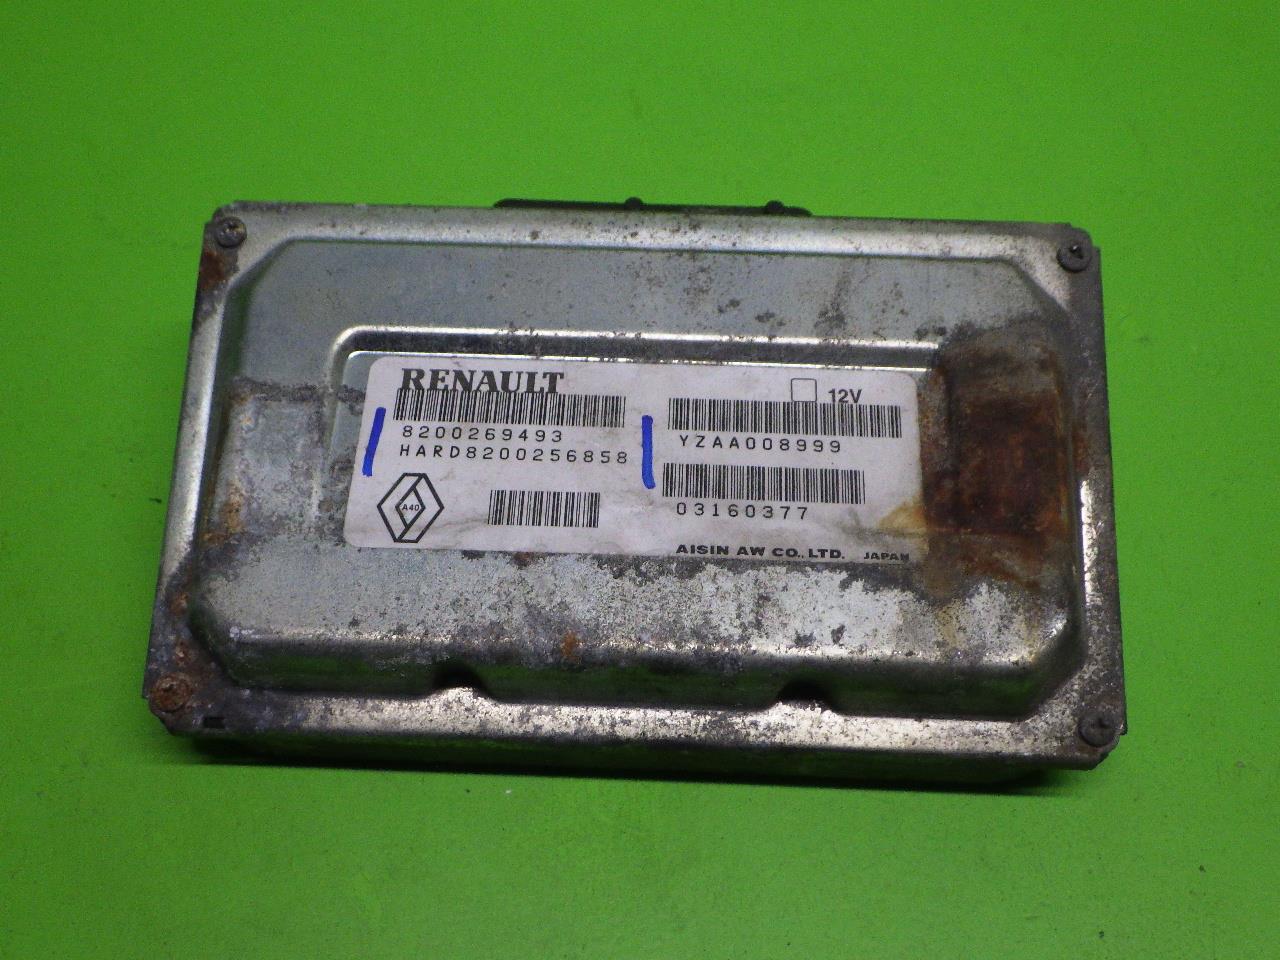 RENAULT
12V
8200269493
HARD8200256858
YZAA008999
A40
03160377
AISIN AW CO., LTD. JAPAN